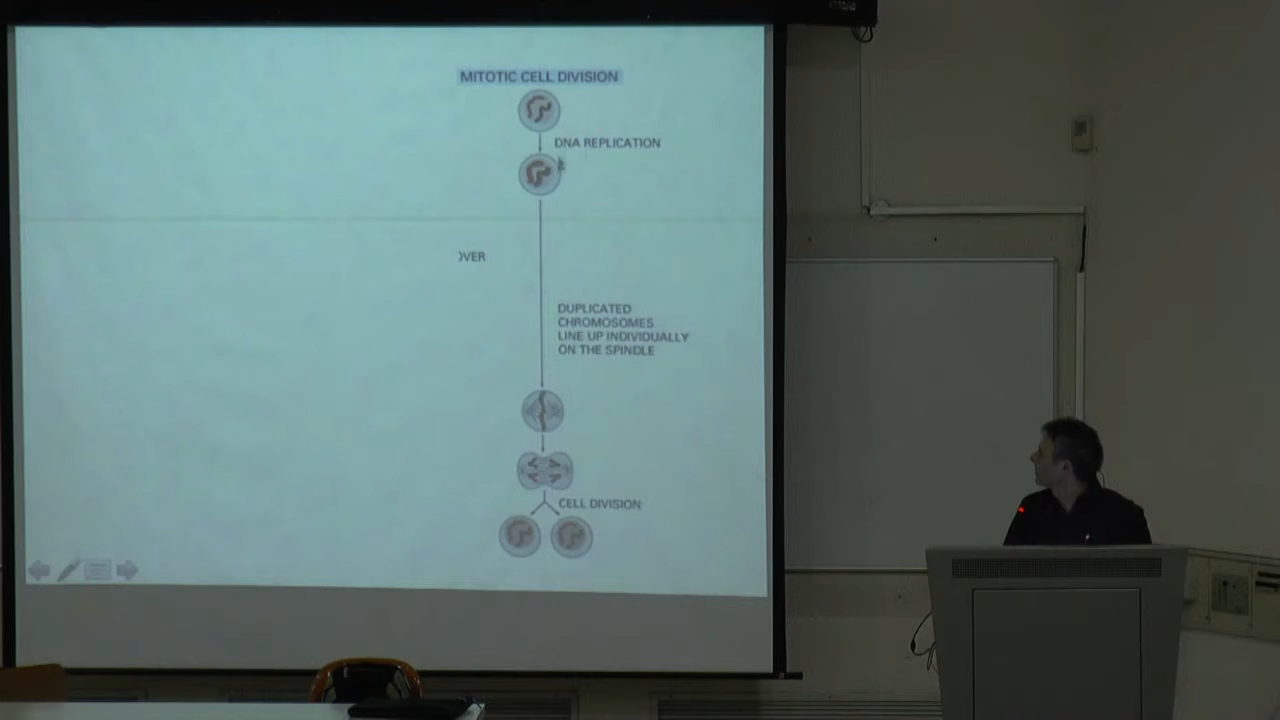 MITOTIC CELL DIVISION
DNA REPLICATION
OVER
DUPLICATED
CHROMOSOMES
LINE UP INDIVIDUALLY
ON THE SPINDLE
CELL DIVISION